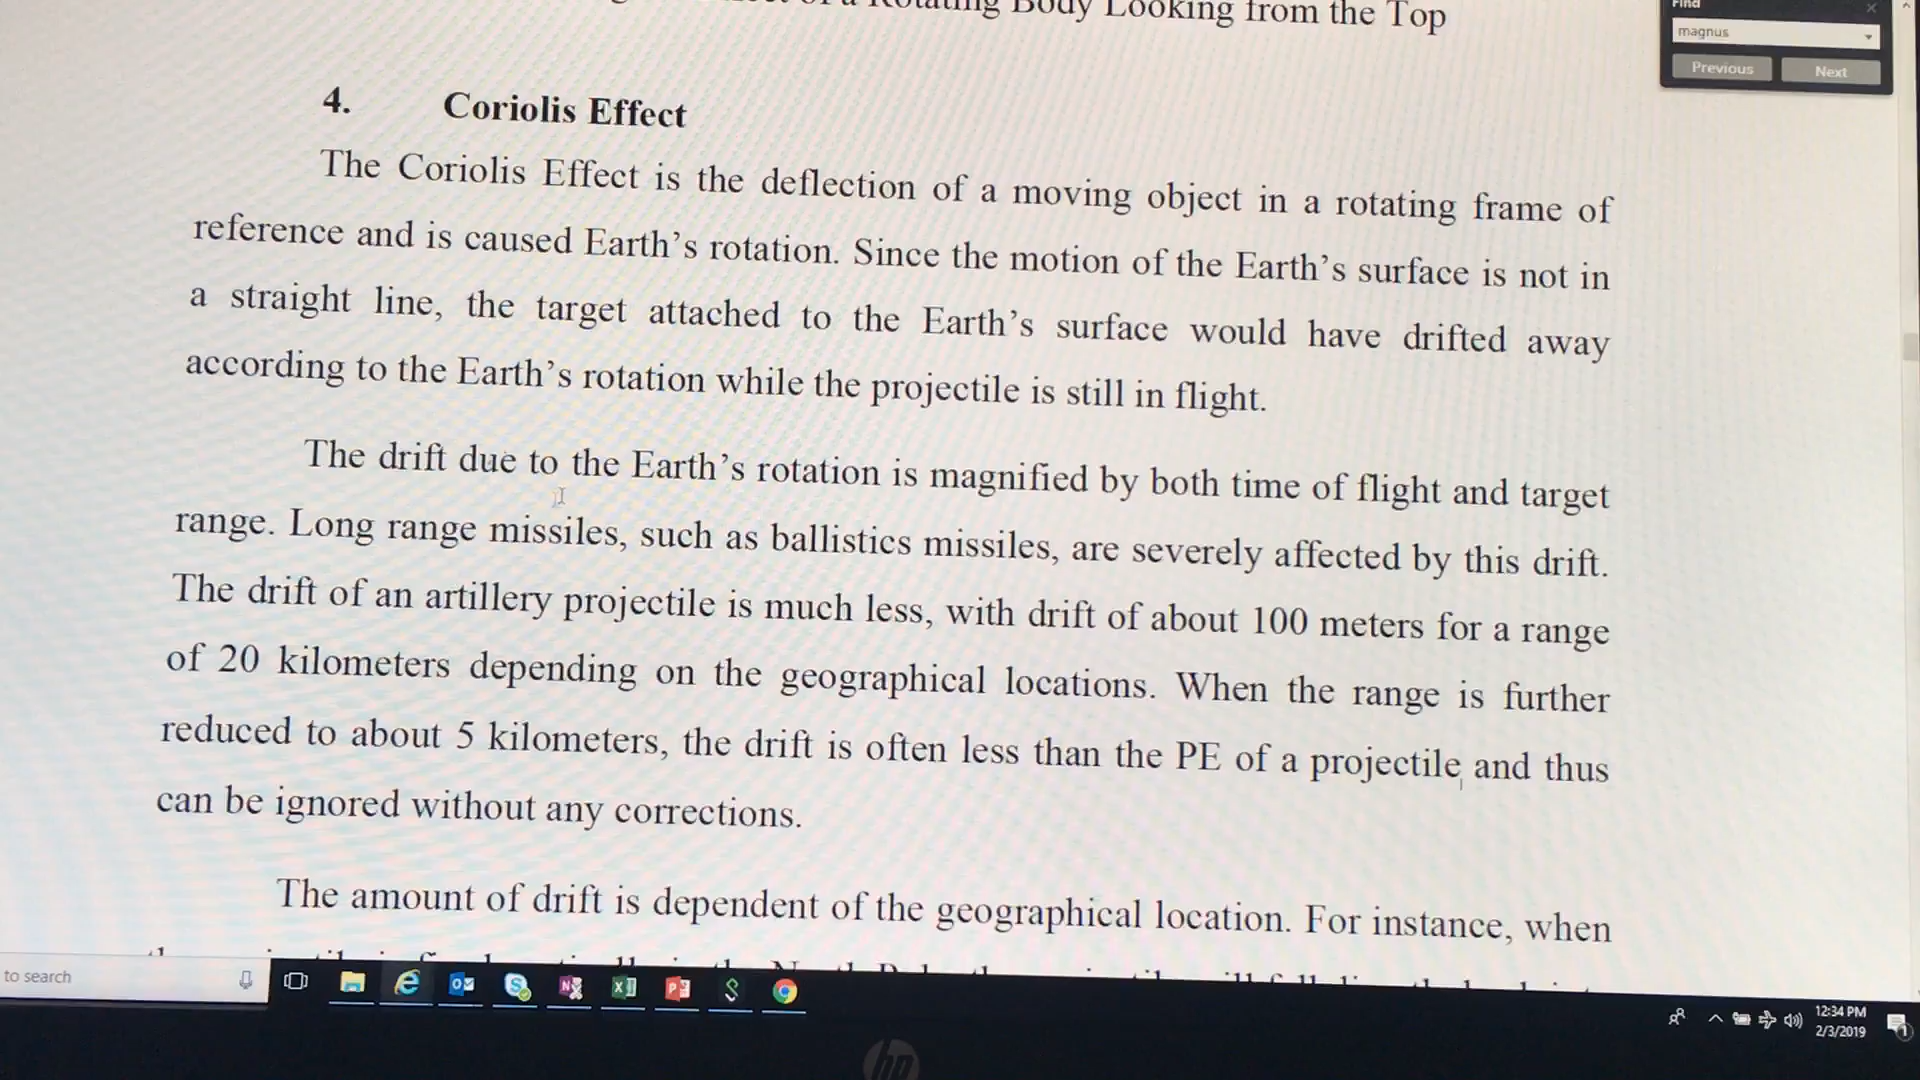 of a Rotating Body Looking from the Top
Find
magnus
Previous Next
4. Coriolis Effect
The Coriolis Effect is the deflection of a moving object in a rotating frame of
reference and is caused Earth’s rotation. Since the motion of the Earth’s surface is not in
a straight line, the target attached to the Earth’s surface would have drifted away
according to the Earth’s rotation while the projectile is still in flight.
The drift due to the Earth’s rotation is magnified by both time of flight and target
range. Long range missiles, such as ballistics missiles, are severely affected by this drift.
The drift of an artillery projectile is much less, with drift of about 100 meters for a range
of 20 kilometers depending on the geographical locations. When the range is further
reduced to about 5 kilometers, the drift is often less than the PE of a projectile and thus
can be ignored without any corrections.
The amount of drift is dependent of the geographical location. For instance, when
to search
12:34 PM
2/3/2019
hp